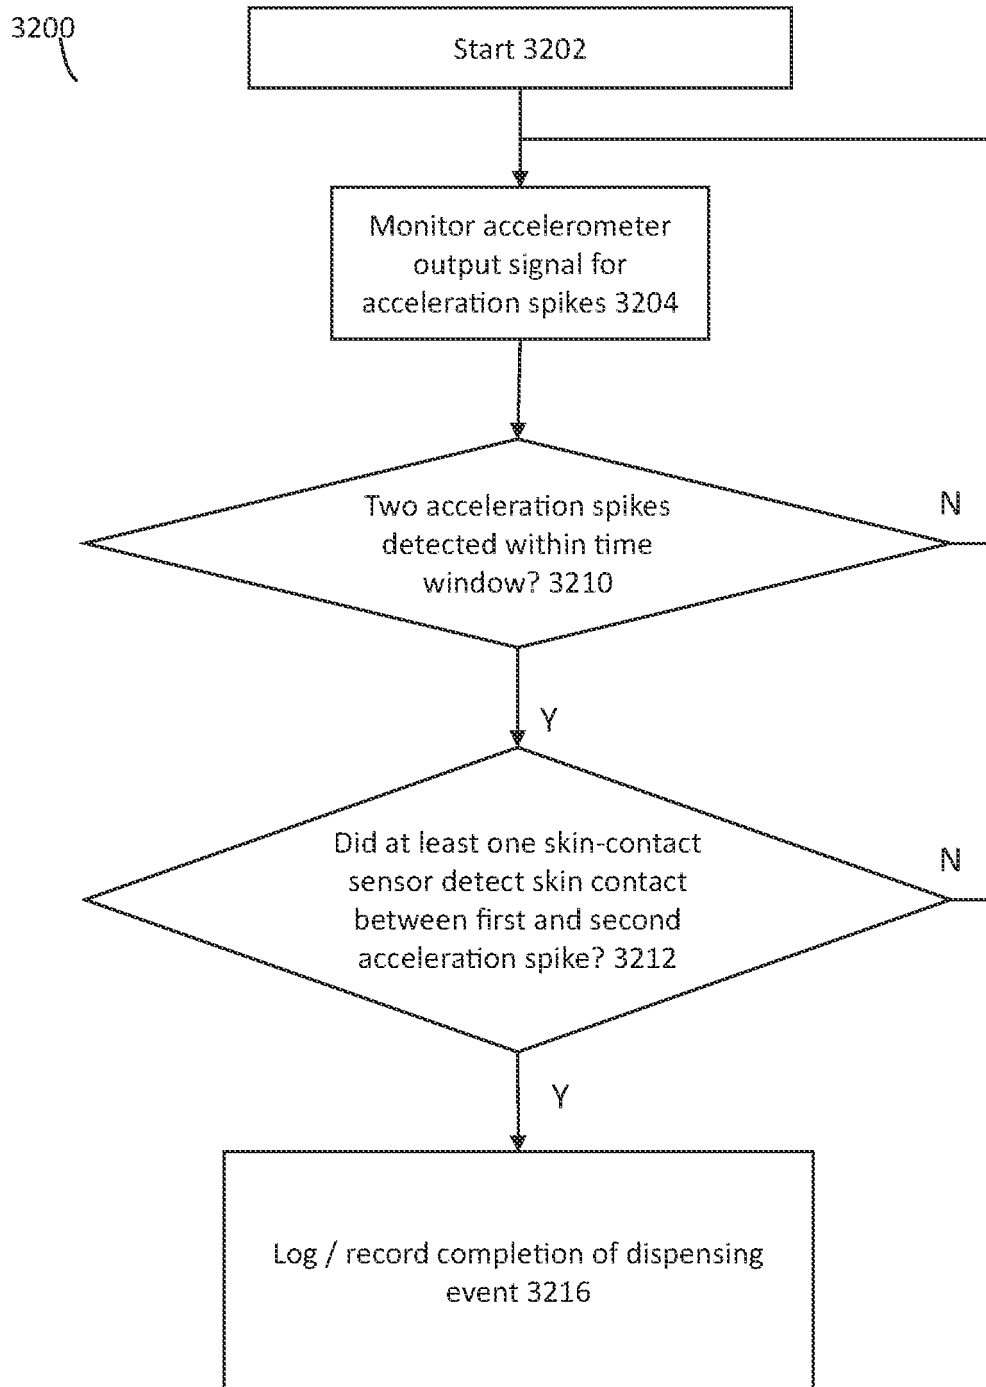 3200
Start 3202
Monitor accelerometer
output signal for
acceleration spikes 3204
Two acceleration spikes
detected within time
window? 3210
N
Y
Did at least one skin-contact
sensor detect skin contact
between first and second
acceleration spike? 3212
N
Y
Log / record completion of dispensing
event 3216